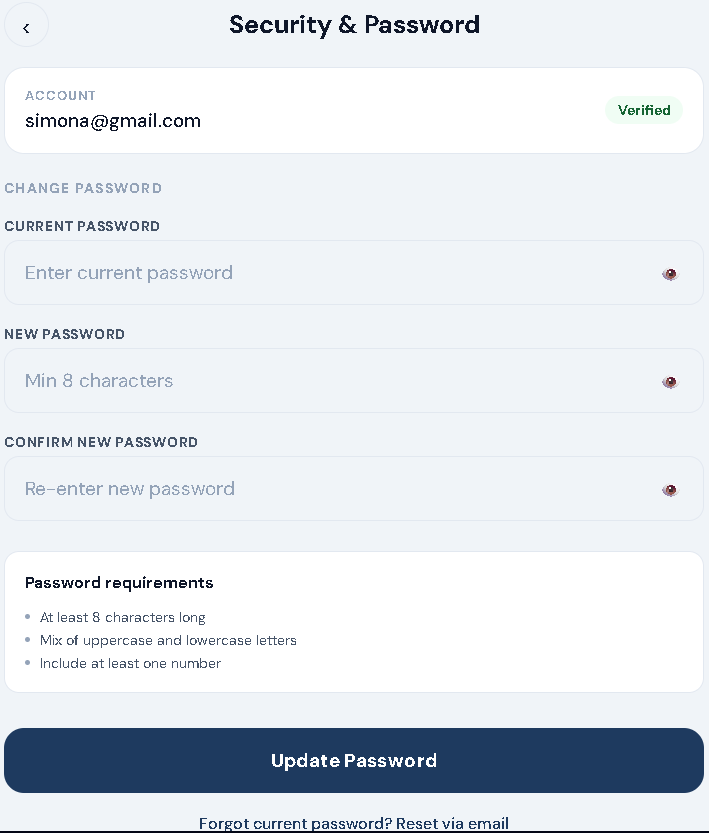 Security & Password
ACCOUNT
simona@gmail.com
Verified
CHANGE PASSWORD
CURRENT PASSWORD
Enter current password
NEW PASSWORD
Min 8 characters
CONFIRM NEW PASSWORD
Re-enter new password
Password requirements
• At least 8 characters long
• Mix of uppercase and lowercase letters
• Include at least one number
Update Password
Forgot current password? Reset via email